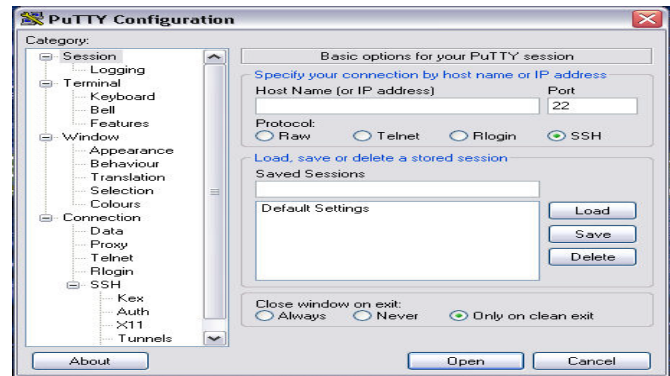 PuTTY Configuration
Category:
Session
Logging
Terminal
Keyboard
Bell
Features
Window
Appearance
Behaviour
Translation
Selection
Colours
Connection
Data
Proxy
Telnet
Rlogin
SSH
Kex
Auth
X11
Tunnels
Basic options for your PuTTY session
Specify your connection by host name or IP address
Host Name (or IP address) Port
22
Protocol:
Raw Telnet Rlogin SSH
Load, save or delete a stored session
Saved Sessions
Default Settings
Load
Save
Delete
Close window on exit:
Always Never Only on clean exit
About Open Cancel